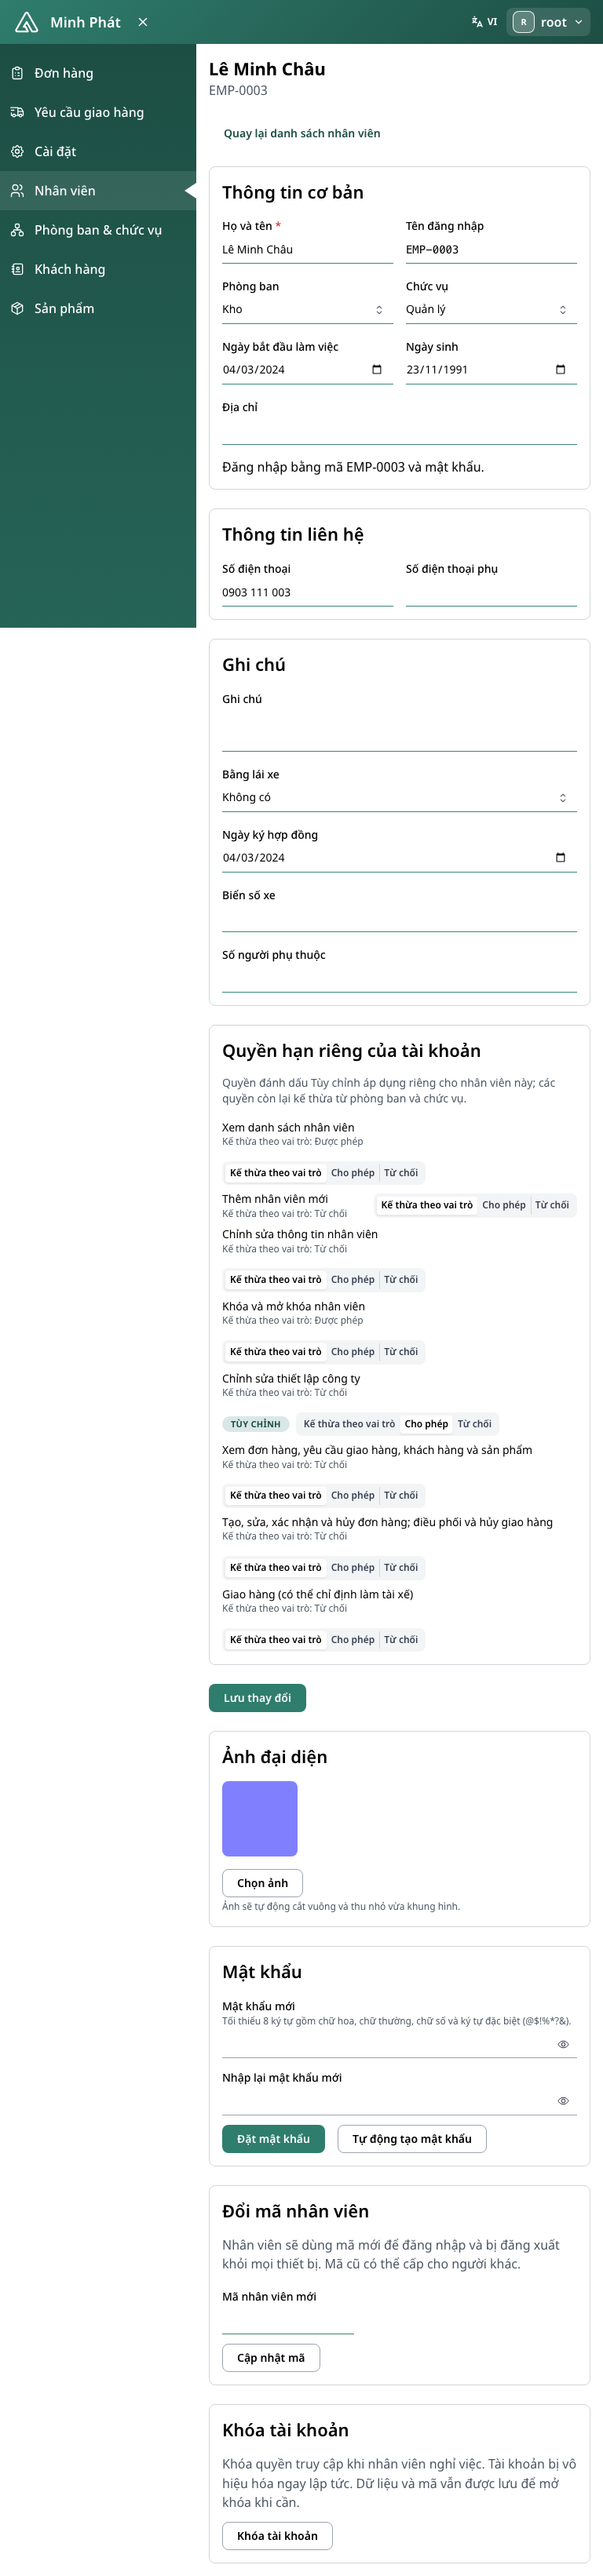 Minh Phát
VI
R
root
Đơn hàng
Yêu cầu giao hàng
Cài đặt
Nhân viên
Phòng ban & chức vụ
Khách hàng
Sản phẩm
Lê Minh Châu
EMP-0003
Quay lại danh sách nhân viên
Thông tin cơ bản
Họ và tên *
Tên đăng nhập
Lê Minh Châu
EMP-0003
Phòng ban
Chức vụ
Kho
Quản lý
Ngày bắt đầu làm việc
Ngày sinh
04/03/2024
23/11/1991
Địa chỉ
Đăng nhập bằng mã EMP-0003 và mật khẩu.
Thông tin liên hệ
Số điện thoại
Số điện thoại phụ
0903 111 003
Ghi chú
Ghi chú
Bằng lái xe
Không có
Ngày ký hợp đồng
04/03/2024
Biển số xe
Số người phụ thuộc
Quyền hạn riêng của tài khoản
Quyền đánh dấu Tùy chỉnh áp dụng riêng cho nhân viên này; các
quyền còn lại kế thừa từ phòng ban và chức vụ.
Xem danh sách nhân viên
Kế thừa theo vai trò: Được phép
Kế thừa theo vai trò Cho phép Từ chối
Thêm nhân viên mới
Kế thừa theo vai trò: Từ chối
Kế thừa theo vai trò Cho phép Từ chối
Chỉnh sửa thông tin nhân viên
Kế thừa theo vai trò: Từ chối
Kế thừa theo vai trò Cho phép Từ chối
Khóa và mở khóa nhân viên
Kế thừa theo vai trò: Được phép
Kế thừa theo vai trò Cho phép Từ chối
Chỉnh sửa thiết lập công ty
Kế thừa theo vai trò: Từ chối
TÙY CHỈNH Kế thừa theo vai trò Cho phép Từ chối
Xem đơn hàng, yêu cầu giao hàng, khách hàng và sản phẩm
Kế thừa theo vai trò: Từ chối
Kế thừa theo vai trò Cho phép Từ chối
Tạo, sửa, xác nhận và hủy đơn hàng; điều phối và hủy giao hàng
Kế thừa theo vai trò: Từ chối
Kế thừa theo vai trò Cho phép Từ chối
Giao hàng (có thể chỉ định làm tài xế)
Kế thừa theo vai trò: Từ chối
Kế thừa theo vai trò Cho phép Từ chối
Lưu thay đổi
Ảnh đại diện
Chọn ảnh
Ảnh sẽ tự động cắt vuông và thu nhỏ vừa khung hình.
Mật khẩu
Mật khẩu mới
Tối thiểu 8 ký tự gồm chữ hoa, chữ thường, chữ số và ký tự đặc biệt (@$!%*?&).
Nhập lại mật khẩu mới
Đặt mật khẩu
Tự động tạo mật khẩu
Đổi mã nhân viên
Nhân viên sẽ dùng mã mới để đăng nhập và bị đăng xuất
khỏi mọi thiết bị. Mã cũ có thể cấp cho người khác.
Mã nhân viên mới
Cập nhật mã
Khóa tài khoản
Khóa quyền truy cập khi nhân viên nghỉ việc. Tài khoản bị vô
hiệu hóa ngay lập tức. Dữ liệu và mã vẫn được lưu để mở
khóa khi cần.
Khóa tài khoản